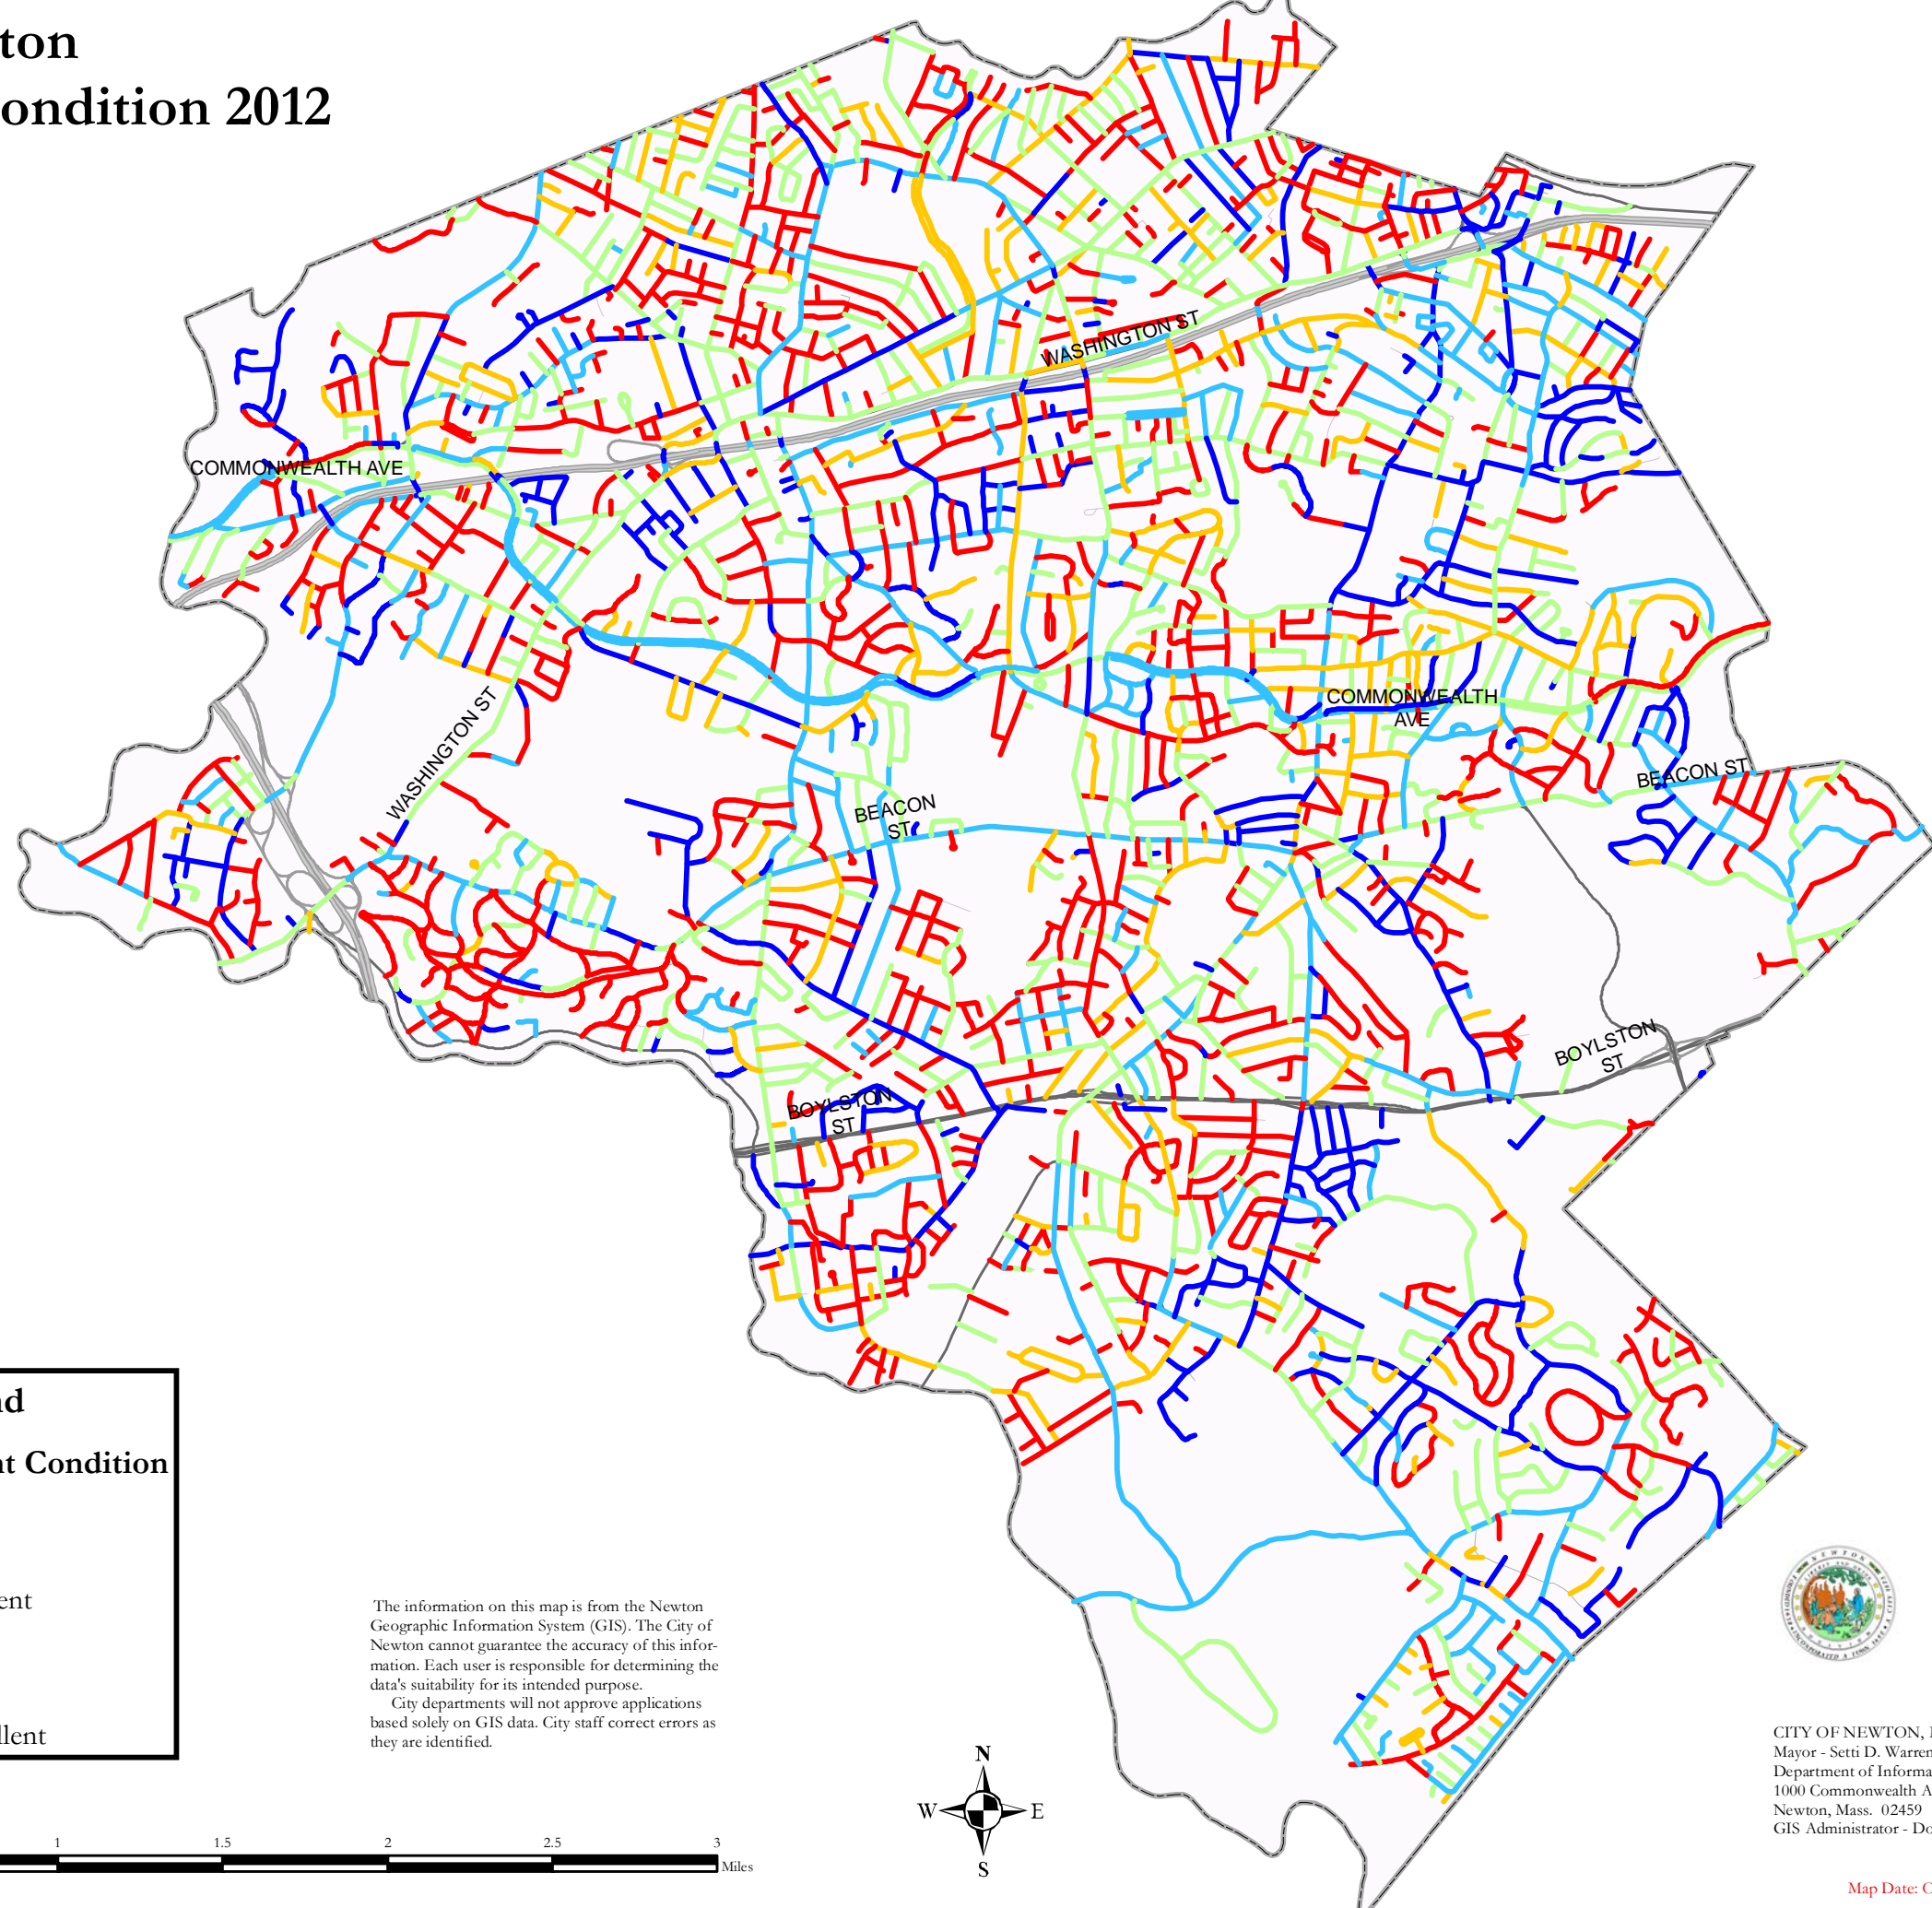 ton
ondition 2012
WASHINGTON ST
COMMONWEALTH AVE
COMMONWEALTH
AVE
WASHINGTON ST
BEACON ST
BEACON
ST
BOYLSTON
ST
BOYLSTON
ST
nd
nt Condition
ent
llent
The information on this map is from the Newton
Geographic Information System (GIS). The City of
Newton cannot guarantee the accuracy of this infor-
mation. Each user is responsible for determining the
data's suitability for its intended purpose.
City departments will not approve applications
based solely on GIS data. City staff correct errors as
they are identified.
N
W E
S
1 1.5 2 2.5 3
Miles
CITY OF NEWTON,
Mayor - Setti D. Warren
Department of Informa
1000 Commonwealth A
Newton, Mass. 02459
GIS Administrator - Do
Map Date: